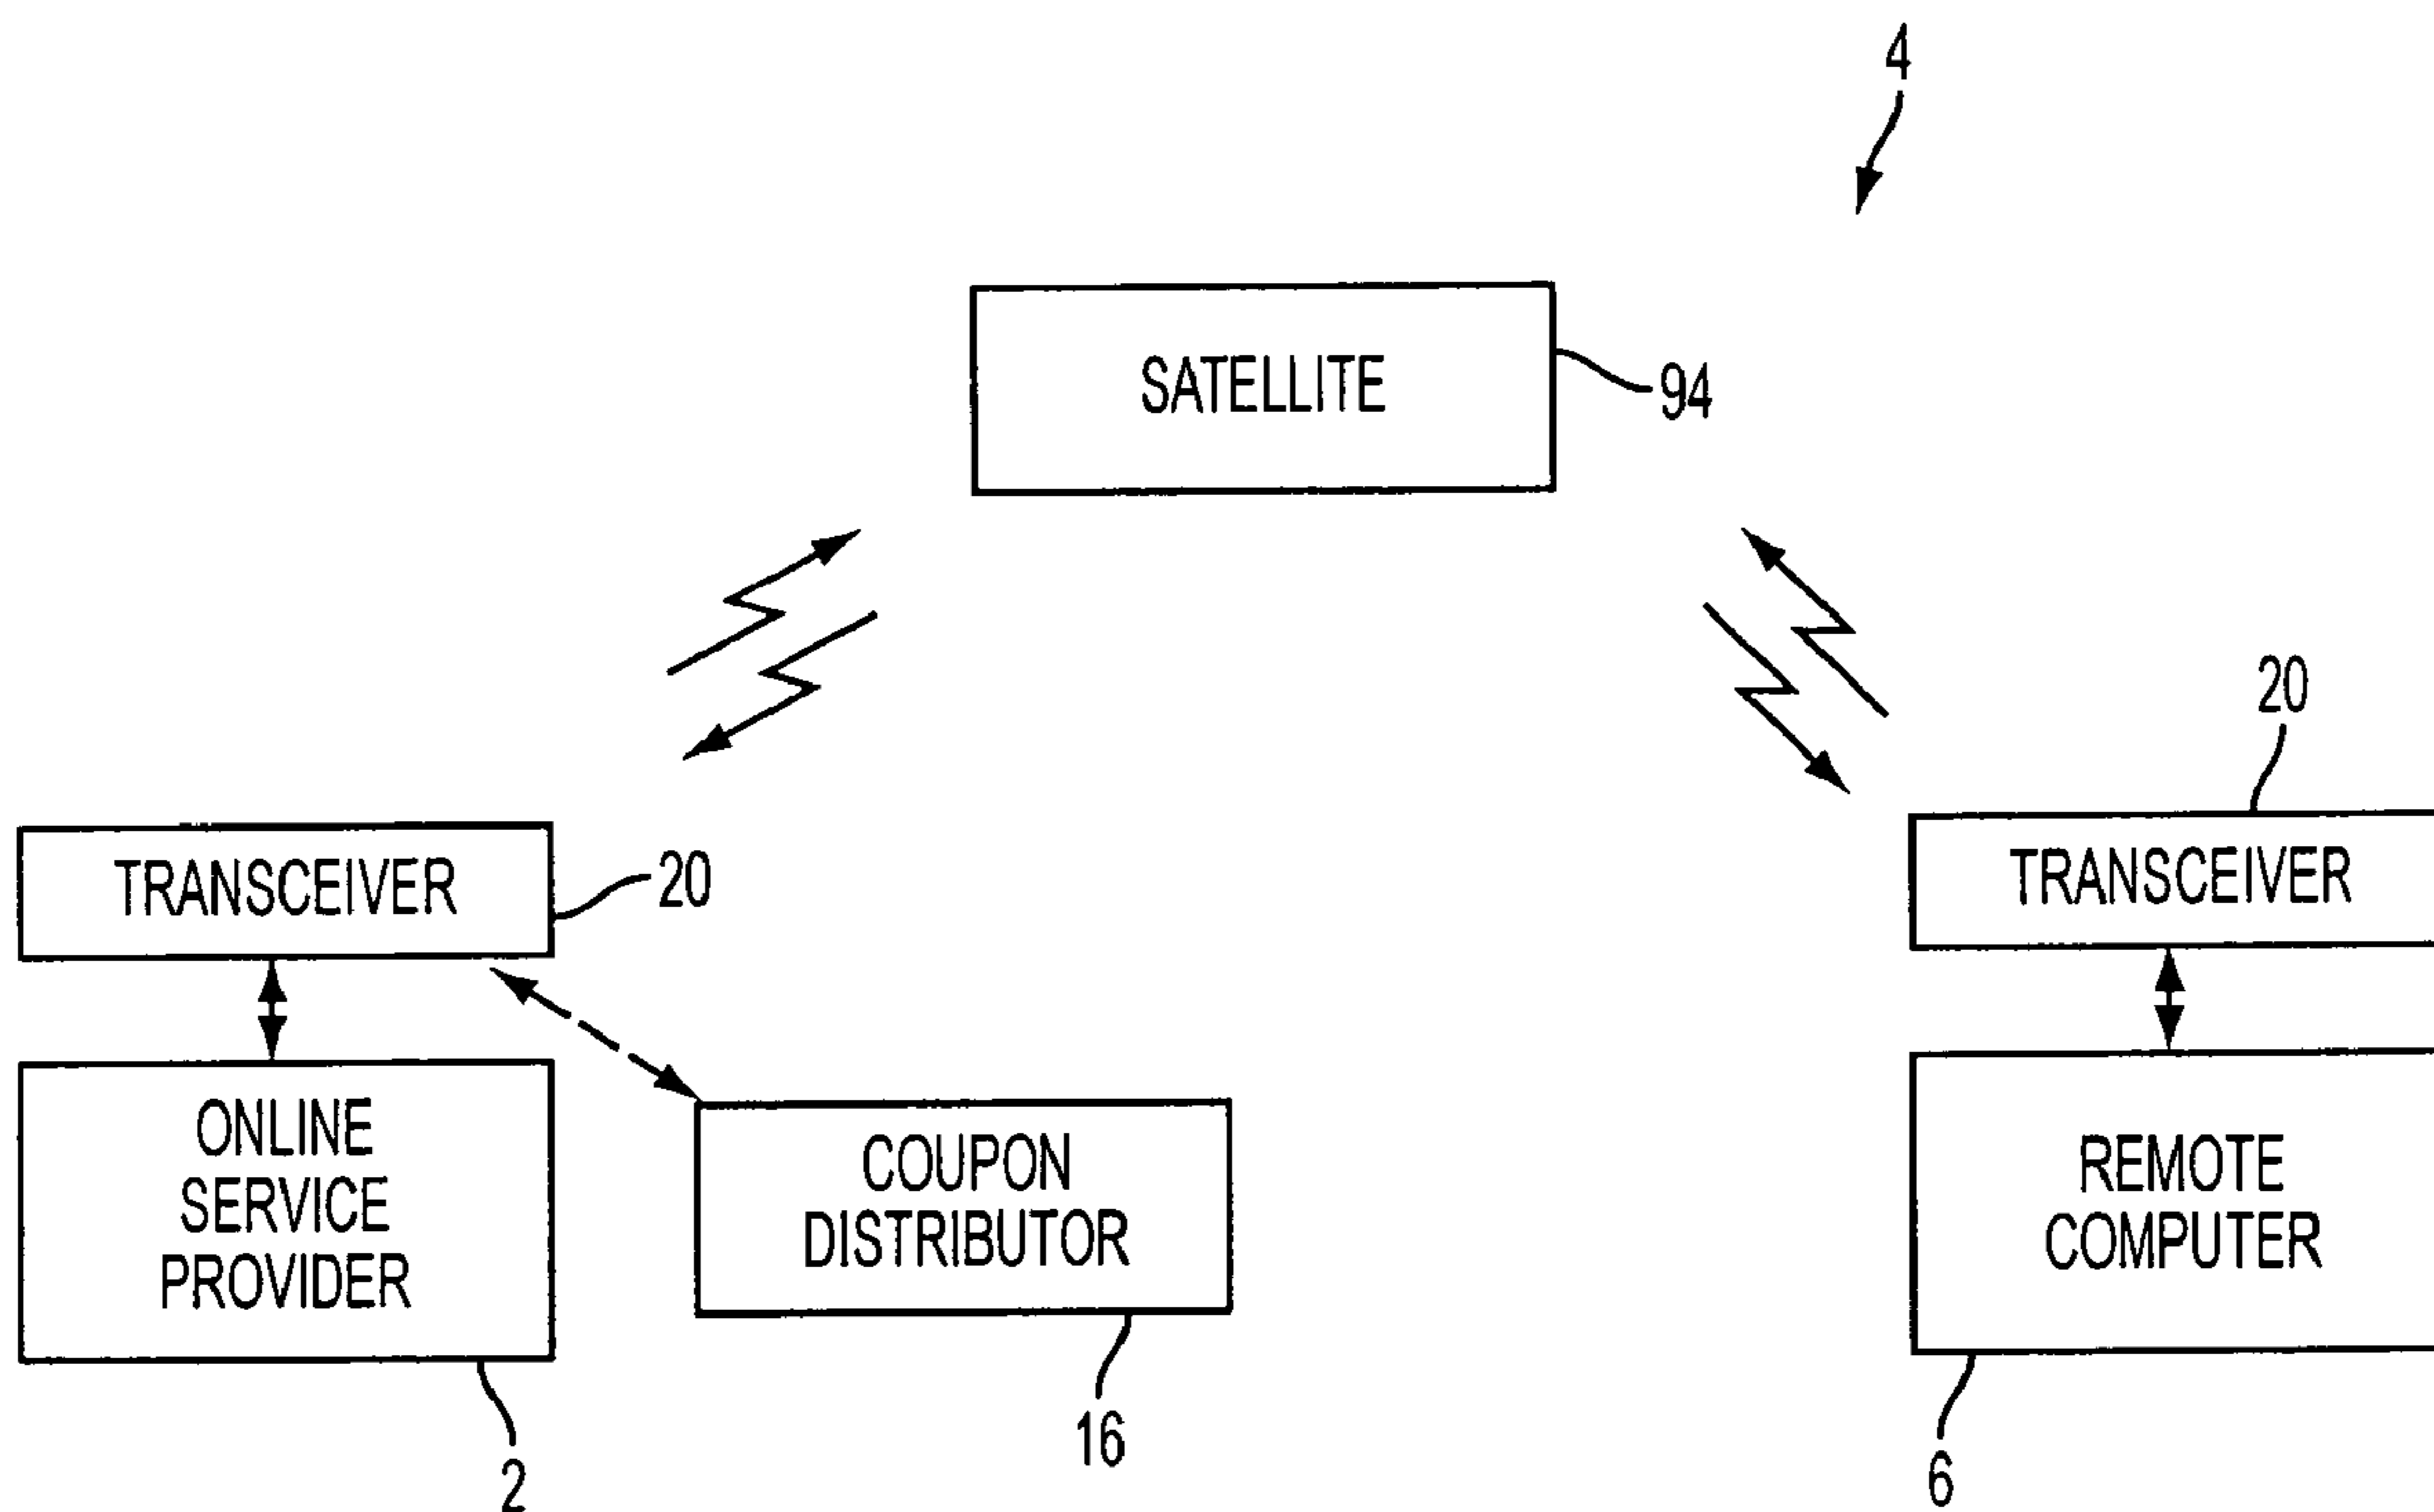 4
SATELLITE
94
20
TRANSCEIVER
20
TRANSCEIVER
ONLINE
SERVICE
PROVIDER
COUPON
DISTRIBUTOR
REMOTE
COMPUTER
2
16
6